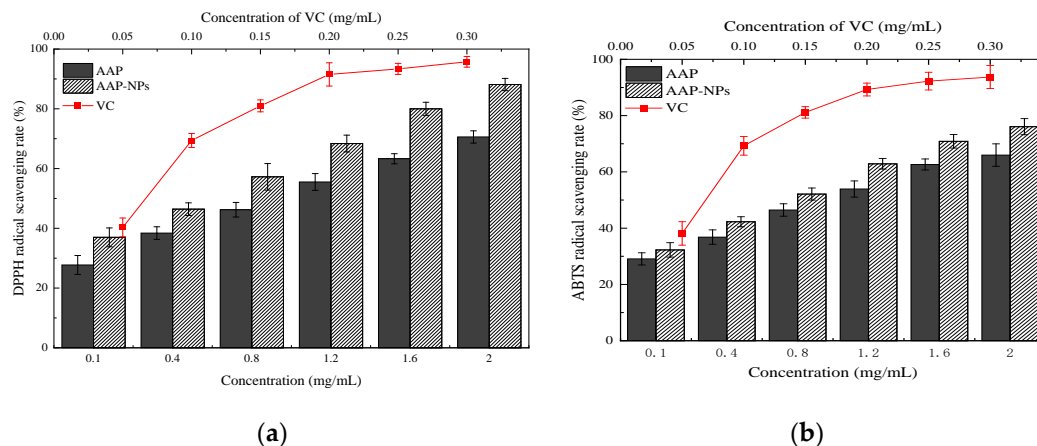 Concentration of VC (mg/mL)
0.00 0.05 0.10 0.15 0.20 0.25 0.30
100
80
60
40
20
0
DPPH radical scavenging rate (%)
AAP
AAP-NPs
VC
0.1 0.4 0.8 1.2 1.6 2
Concentration (mg/mL)
(a)
Concentration of VC (mg/mL)
0.00 0.05 0.10 0.15 0.20 0.25 0.30
100
80
60
40
20
0
ABTS radical scavenging rate (%)
AAP
AAP-NPs
VC
0.1 0.4 0.8 1.2 1.6 2
Concentration (mg/mL)
(b)